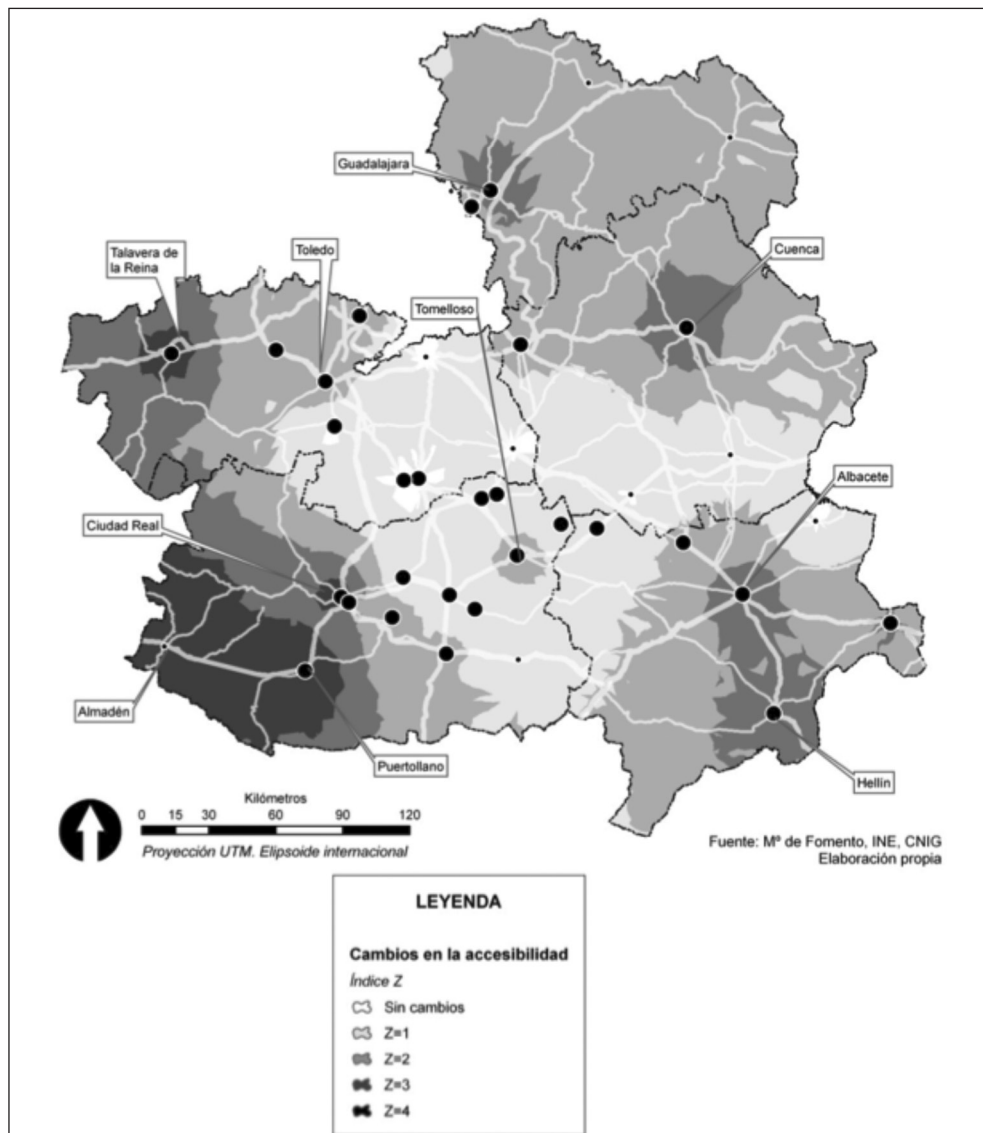 Guadalajara
Talavera de
la Reina
Toledo
Cuenca
Tomelloso
Albacete
Ciudad Real
Almadén
Puertollano
Hellín
Kilómetros
0 15 30 60 90 120
Proyección UTM. Elipsoide internacional
Fuente: Mº de Fomento, INE, CNIG
Elaboración propia
LEYENDA
Cambios en la accesibilidad
Índice Z
Sin cambios
Z=1
Z=2
Z=3
Z=4